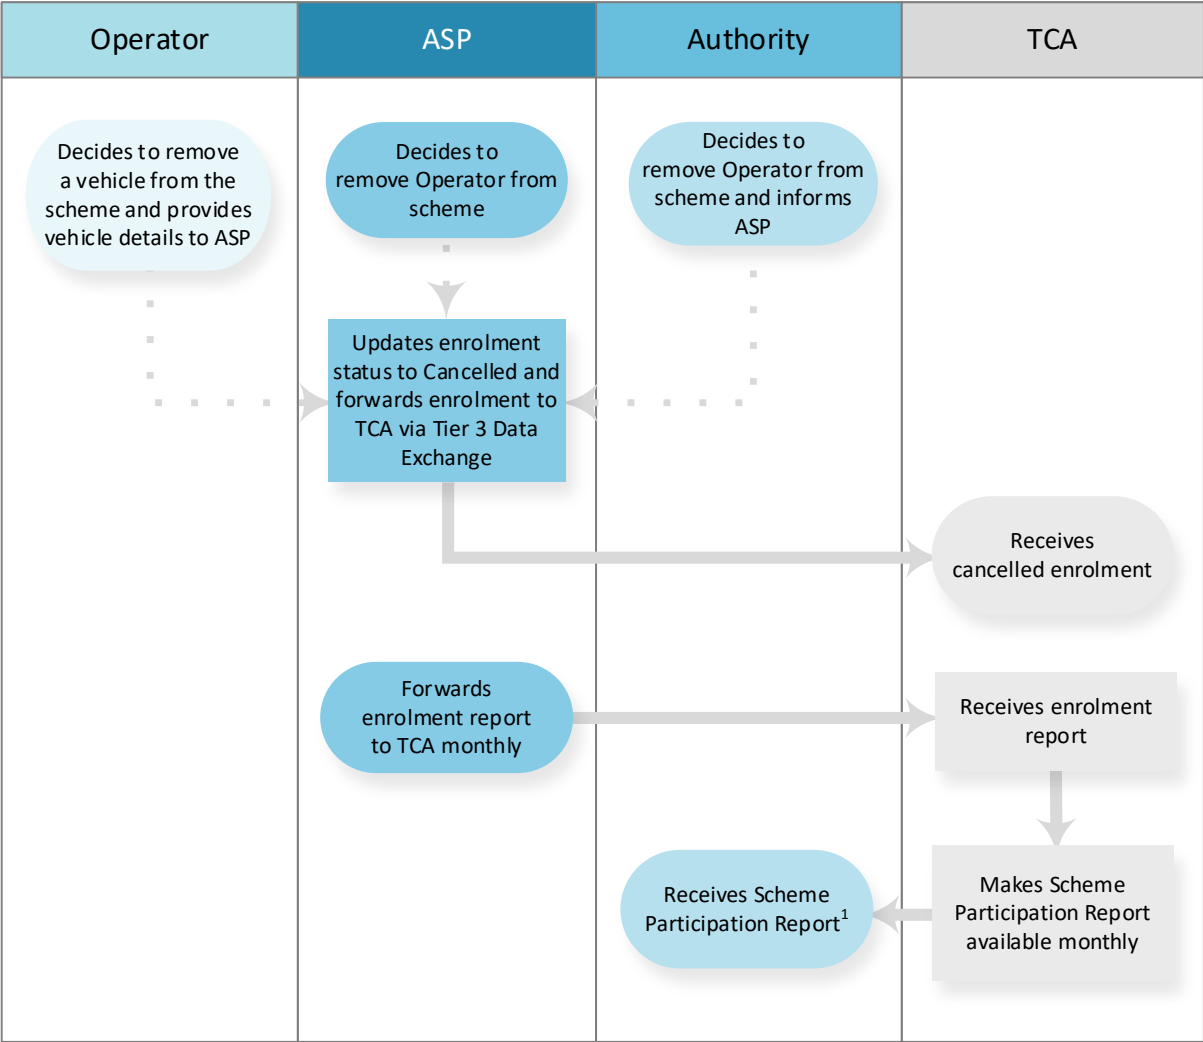 Operator
ASP
Authority
TCA
Decides to remove
a vehicle from the
scheme and provides
vehicle details to ASP
Decides to
remove Operator from
scheme
Decides to
remove Operator from
scheme and informs
ASP
Updates enrolment
status to Cancelled and
forwards enrolment to
TCA via Tier 3 Data
Exchange
Receives
cancelled enrolment
Forwards
enrolment report
to TCA monthly
Receives enrolment
report
Receives Scheme
Participation Report¹
Makes Scheme
Participation Report
available monthly